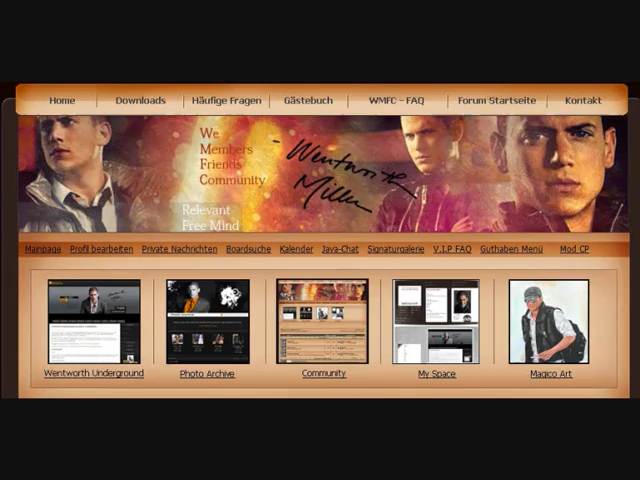 Home Downloads Häufige Fragen Gästebuch WMFC - FAQ Forum Startseite Kontakt
We
Members
Friends
Community
Wentworth
Miller
Relevant
Free Mind
Mainpage Profil bearbeiten Private Nachrichten Boardsuche Kalender Java-Chat Signaturgalerie V.I.P FAQ Guthaben Menü Mod CP
Wentworth Underground Photo Archive Community My Space Magico Art